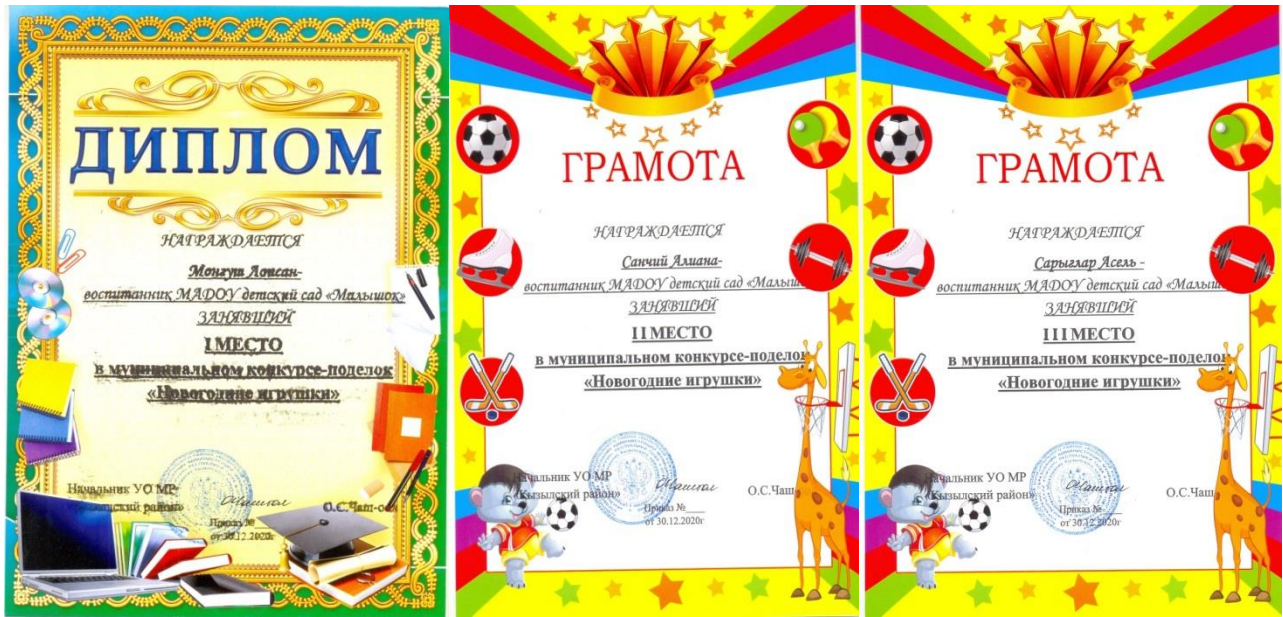 ДИПЛОМ
НАГРАЖДАЕТСЯ
Монгуш Лопсан-
воспитанник МАДОУ детский сад «Малышок»
ЗАНЯВШИЙ
I МЕСТО
в муниципальном конкурсе-поделок
«Новогодние игрушки»
Начальник УО МР
район»
О.С.Чаш-оол
Приказ №
от 30.12.2020г
ГРАМОТА
НАГРАЖДАЕТСЯ
Санчий Алиана-
воспитанник МАДОУ детский сад «Малыш
ЗАНЯВШИЙ
II МЕСТО
в муниципальном конкурсе-поделок
«Новогодние игрушки»
Начальник УО МР
«Кызылский район»
О.С.Чаш
Приказ №____
от 30.12.2020г
ГРАМОТА
НАГРАЖДАЕТСЯ
Сарыглар Асель -
воспитанник МАДОУ детский сад «Малыш
ЗАНЯВШИЙ
III МЕСТО
в муниципальном конкурсе-поделок
«Новогодние игрушки»
Начальник УО МР
«Кызылский район»
О.С.Чаш
Приказ №____
от 30.12.2020г